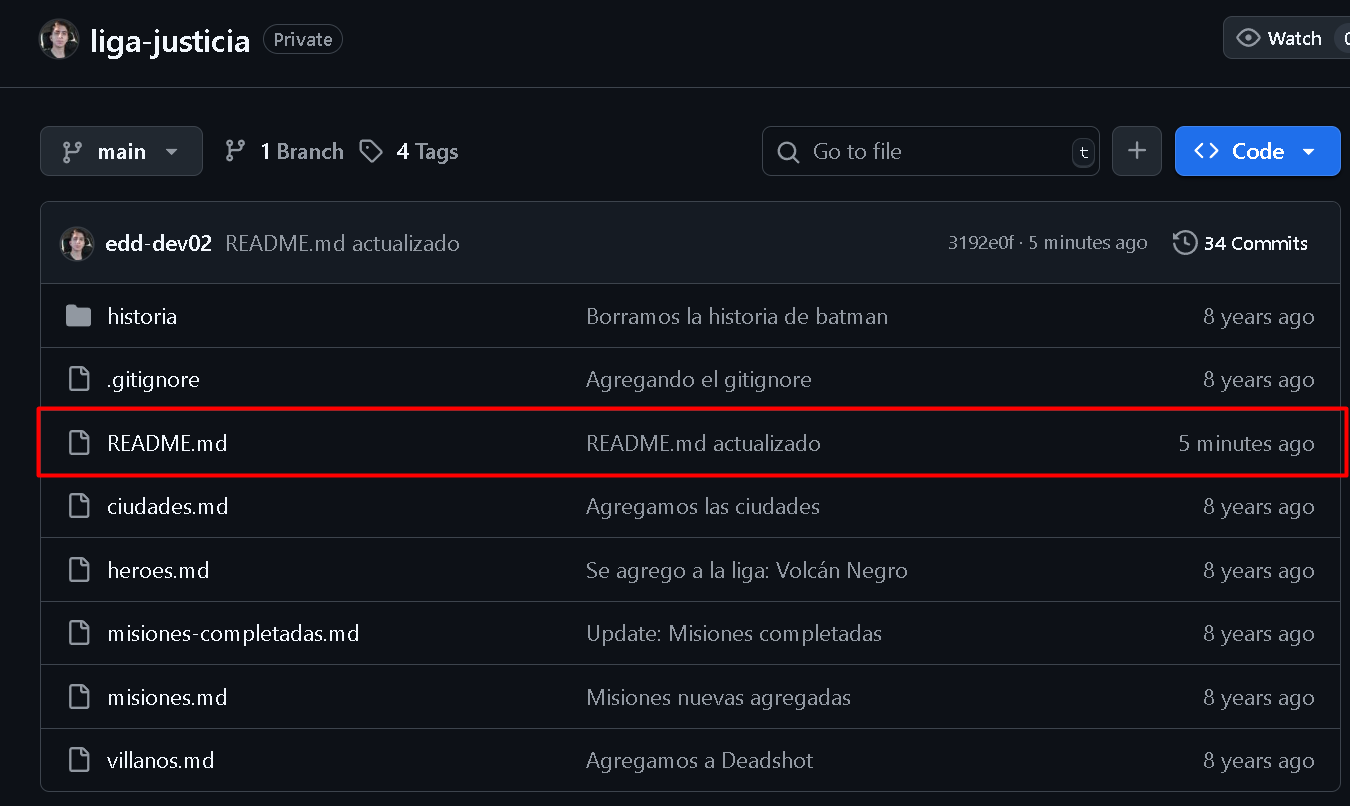 liga-justicia Private Watch
main 1 Branch 4 Tags Go to file t Code
edd-dev02 README.md actualizado 3192e0f · 5 minutes ago 34 Commits
historia Borramos la historia de batman 8 years ago
.gitignore Agregando el gitignore 8 years ago
README.md README.md actualizado 5 minutes ago
ciudades.md Agregamos las ciudades 8 years ago
heroes.md Se agrego a la liga: Volcán Negro 8 years ago
misiones-completadas.md Update: Misiones completadas 8 years ago
misiones.md Misiones nuevas agregadas 8 years ago
villanos.md Agregamos a Deadshot 8 years ago